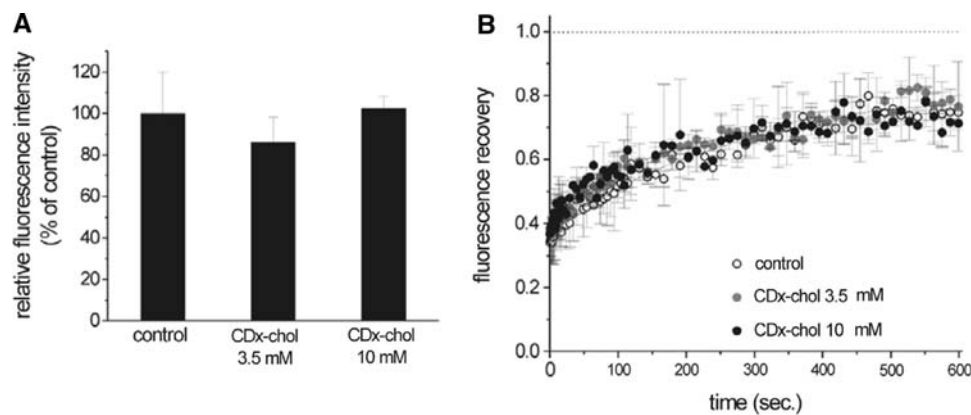 A
relative fluorescence intensity
(% of control)
120
100
80
60
40
20
0
control
CDx-chol
3.5 mM
CDx-chol
10 mM
B
fluorescence recovery
1.0
0.8
0.6
0.4
0.2
0.0
control
CDx-chol 3.5 mM
CDx-chol 10 mM
0
100
200
300
400
500
600
time (sec.)